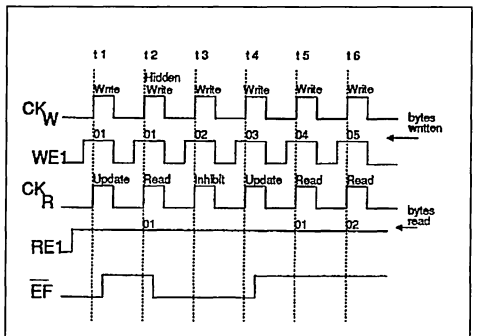 t1 t2 t3 t4 t5 t6
Hidden
Write Write Write Write Write Write
CKW
bytes
written
01 01 02 03 04 05
WE1
Update Read Inhibit Update Read Read
CKR
bytes
read
01 01 02
RE1
EF